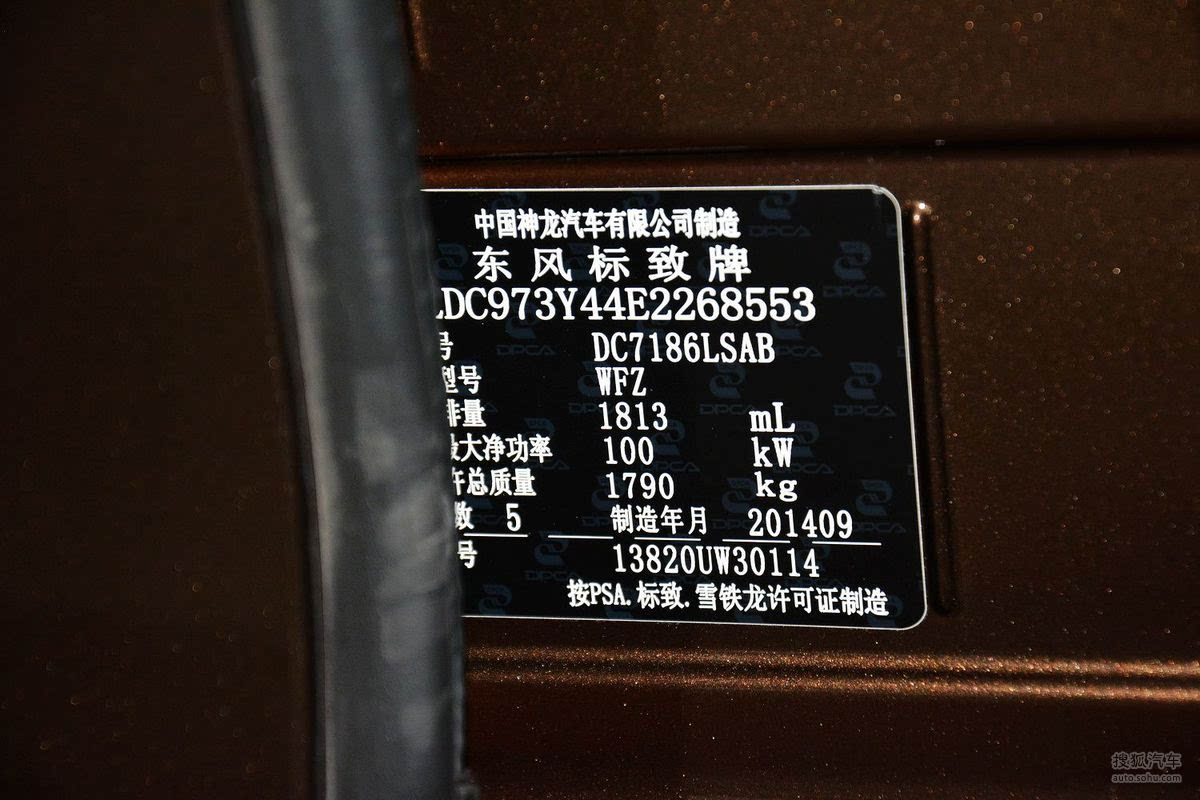 中国神龙汽车有限公司制造
东风标致牌
LDC973Y44E2268553
号 DC7186LSAB
型号 WFZ
排量 1813 mL
最大净功率 100 kW
许总质量 1790 kg
数 5 制造年月 201409
号 13820UW30114
按PSA.标致.雪铁龙许可证制造
DPCA
搜狐汽车
auto.sohu.com